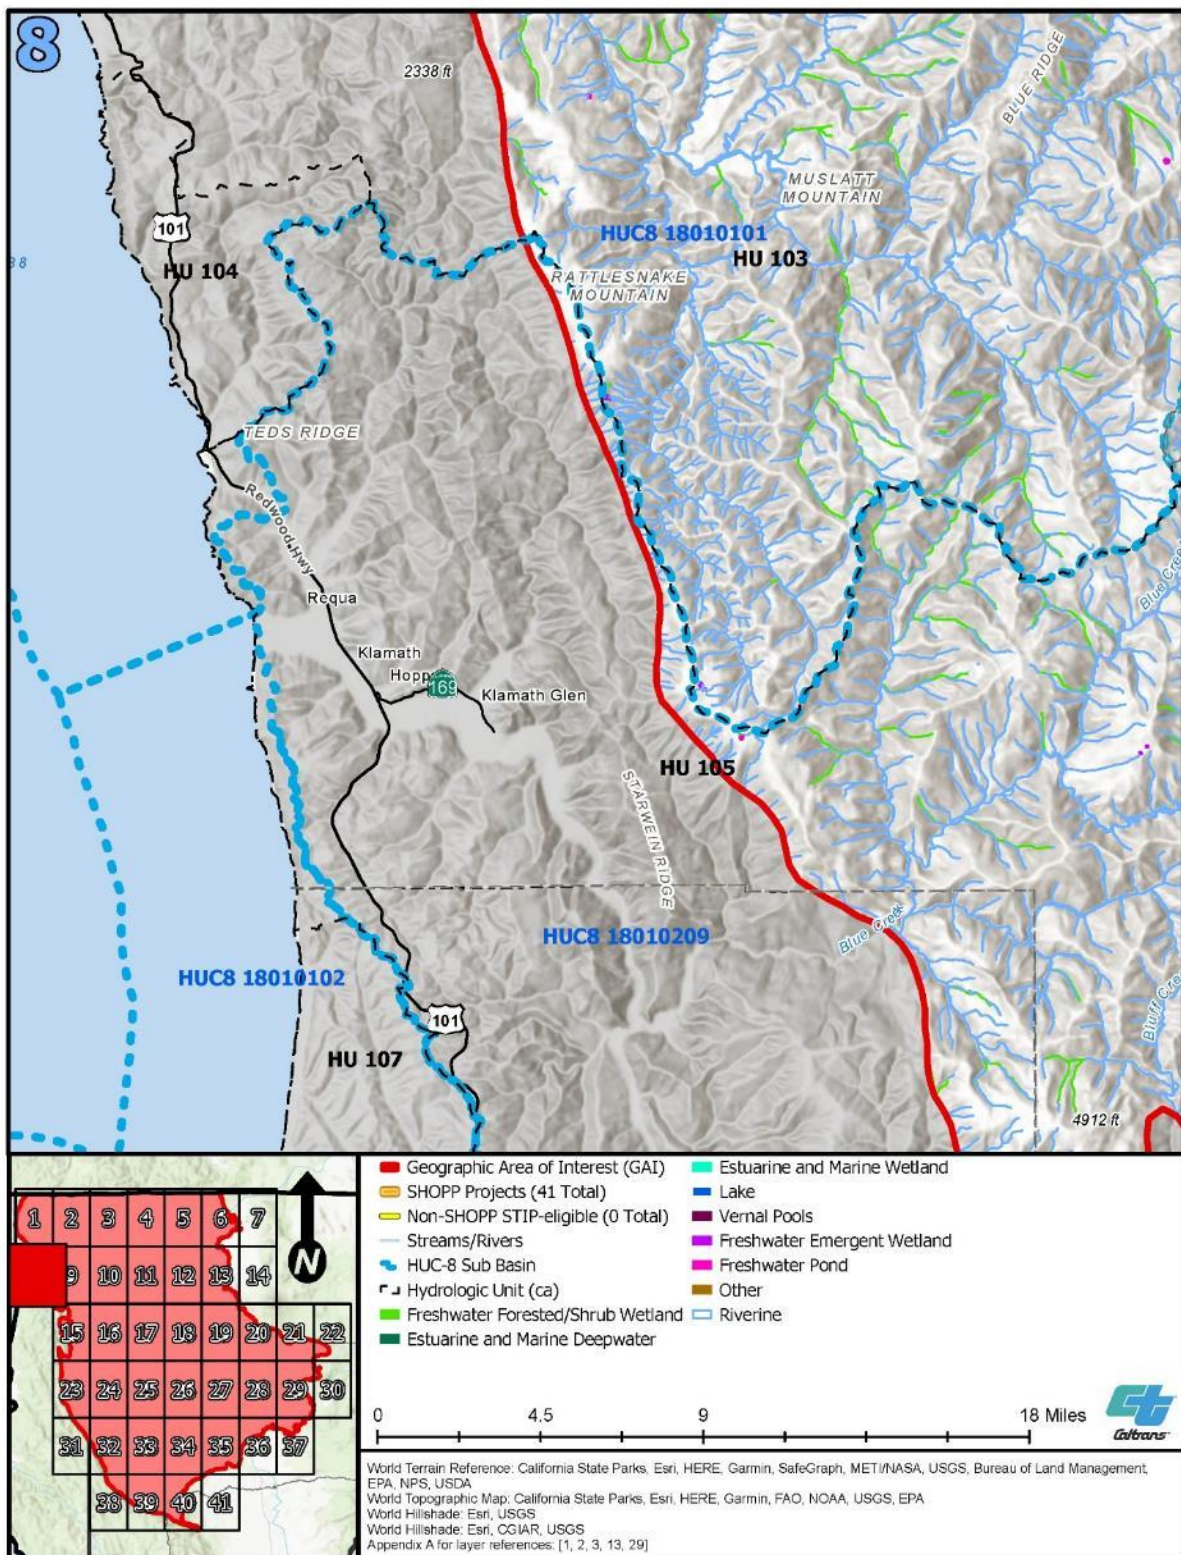 8
2338 ft
BLUE RIDGE
MUSLATT
MOUNTAIN
101
HUC8 18010101
HU 103
HU 104
RATTLESNAKE
MOUNTAIN
TEDS RIDGE
Redwood Hwy
Requa
Blue Creek
Klamath
Hopp
169
Klamath Glen
HU 105
STARWEIN RIDGE
Blue Creek
HUC8 18010209
HUC8 18010102
101
HU 107
Bluff Cree
4912 ft
1 2 3 4 5 6 7
9 10 11 12 13 14
15 16 17 18 19 20 21 22
23 24 25 26 27 28 29 30
31 32 33 34 35 36 37
38 39 40 41
N
Geographic Area of Interest (GAI)
SHOPP Projects (41 Total)
Non-SHOPP STIP-eligible (0 Total)
Streams/Rivers
HUC-8 Sub Basin
Hydrologic Unit (ca)
Freshwater Forested/Shrub Wetland
Estuarine and Marine Deepwater
Estuarine and Marine Wetland
Lake
Vernal Pools
Freshwater Emergent Wetland
Freshwater Pond
Other
Riverine
0 4.5 9 18 Miles
Ct
Caltrans
World Terrain Reference: California State Parks, Esri, HERE, Garmin, SafeGraph, METI/NASA, USGS, Bureau of Land Management,
EPA, NPS, USDA
World Topographic Map: California State Parks, Esri, HERE, Garmin, FAO, NOAA, USGS, EPA
World Hillshade: Esri, USGS
World Hillshade: Esri, CGIAR, USGS
Appendix A for layer references: [1, 2, 3, 13, 29]